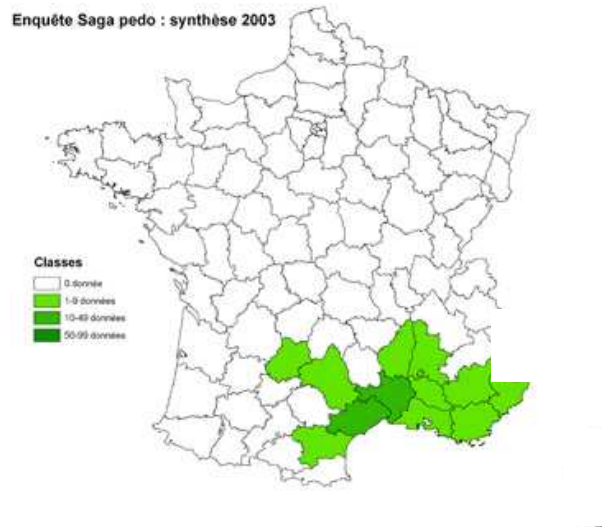 Enquête Saga pedo : synthèse 2003
Classes
0 donnée
1-9 données
10-49 données
50-99 données